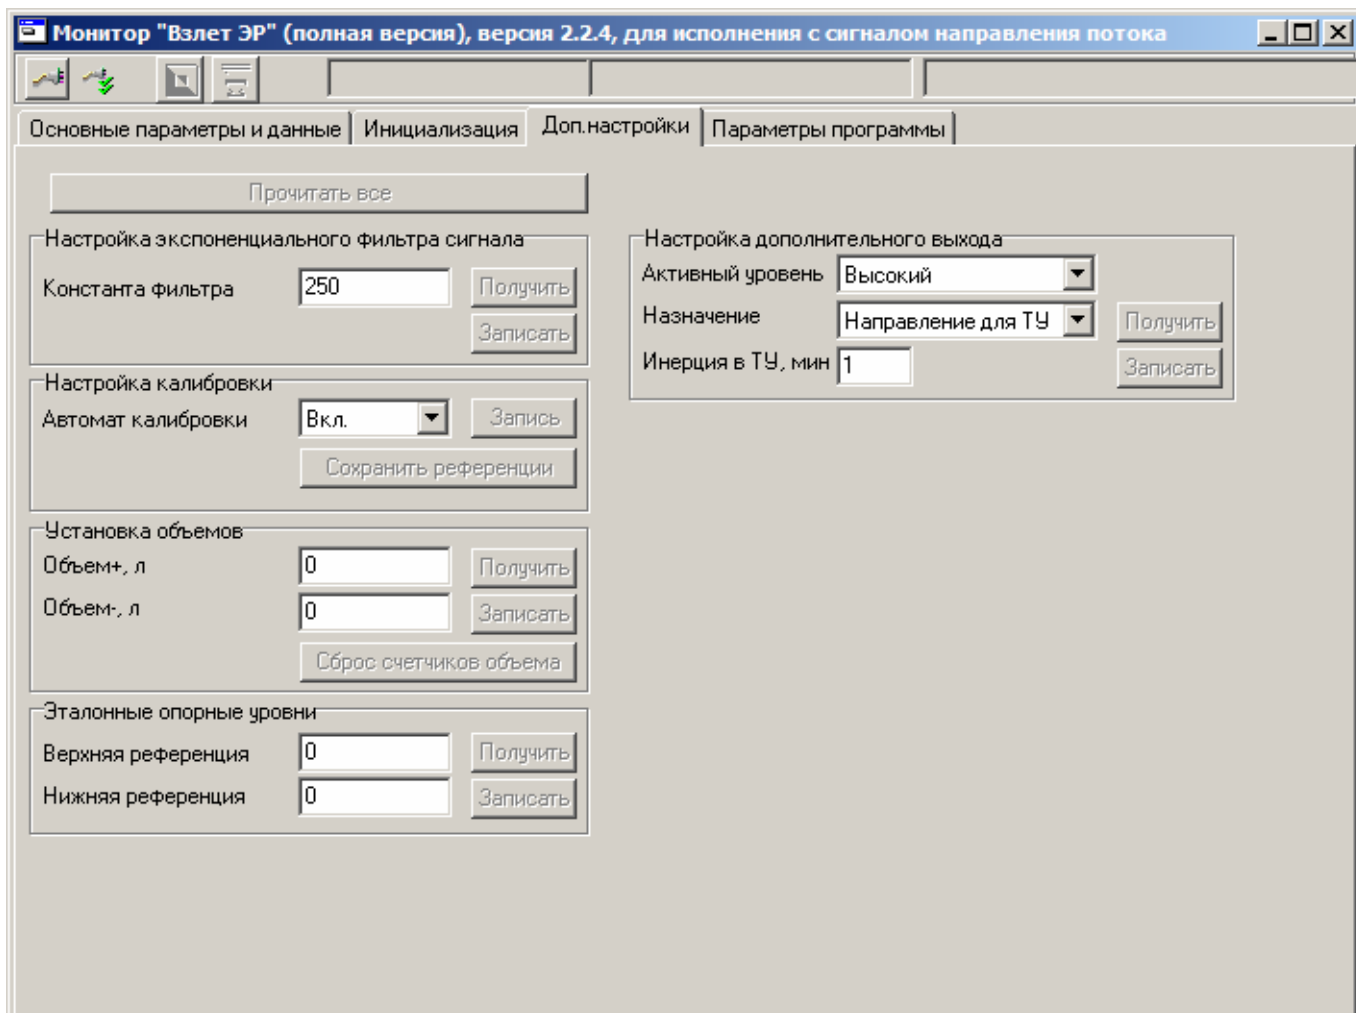 Монитор "Взлет ЭР" (полная версия), версия 2.2.4, для исполнения с сигналом направления потока
Основные параметры и данные Инициализация Доп.настройки Параметры программы
Прочитать все
Настройка экспоненциального фильтра сигнала
Константа фильтра 250 Получить
Записать
Настройка калибровки
Автомат калибровки Вкл. Запись
Сохранить референции
Установка объемов
Объем+, л 0 Получить
Объем-, л 0 Записать
Сброс счетчиков объема
Эталонные опорные уровни
Верхняя референция 0 Получить
Нижняя референция 0 Записать
Настройка дополнительного выхода
Активный уровень Высокий
Назначение Направление для ТУ Получить
Инерция в ТУ, мин 1 Записать